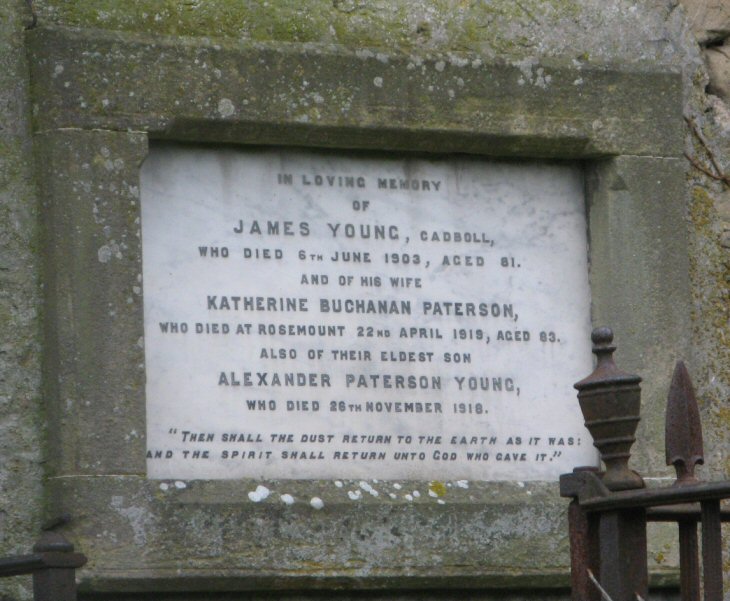 IN LOVING MEMORY
OF
JAMES YOUNG, CADBOLL,
WHO DIED 6TH JUNE 1903, AGED 81.
AND OF HIS WIFE
KATHERINE BUCHANAN PATERSON,
WHO DIED AT ROSEMOUNT 22ND APRIL 1919, AGED 83.
ALSO OF THEIR ELDEST SON
ALEXANDER PATERSON YOUNG,
WHO DIED 26TH NOVEMBER 1918.
"THEN SHALL THE DUST RETURN TO THE EARTH AS IT WAS:
AND THE SPIRIT SHALL RETURN UNTO GOD WHO GAVE IT."